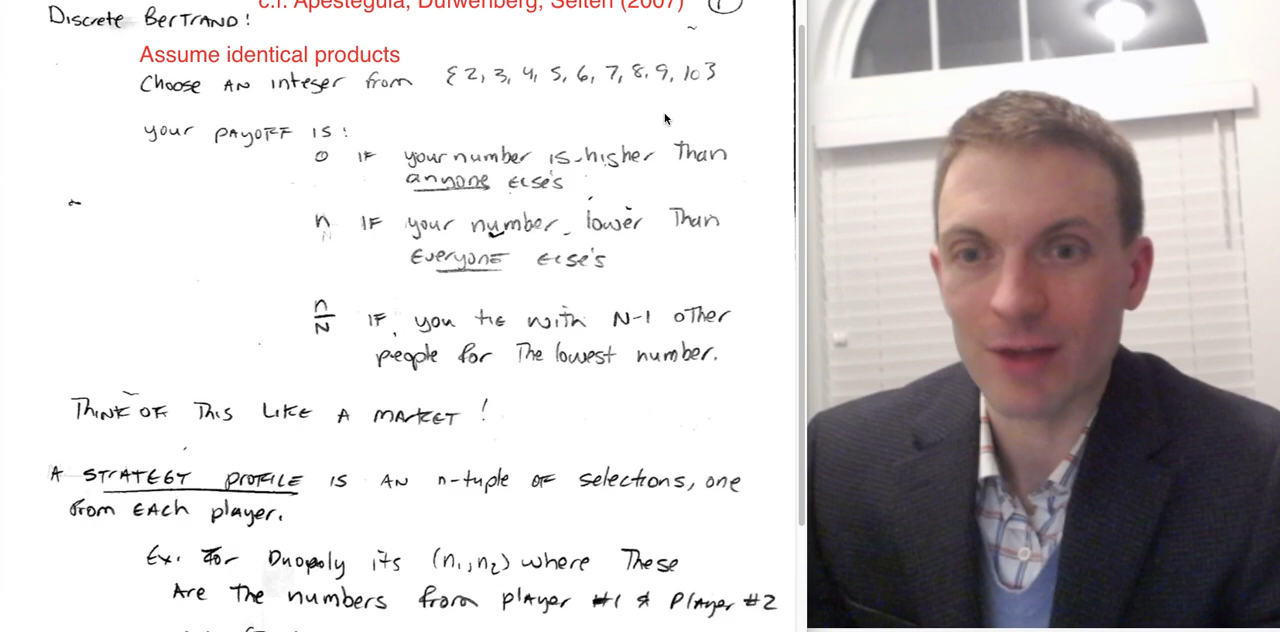 c.f. Apesteguia, Dufwenberg, Selten (2007) 1
Discrete BERTRAND!
Assume identical products
Choose AN integer from {2, 3, 4, 5, 6, 7, 8, 9, 10}
your PAYOFF IS:
0 IF your number is higher than
anyone else's
n IF your number lower Than
Everyone else's
n/N IF you tie with N-1 other
people for The lowest number.
THINK OF THIS LIKE A MARKET!
A STRATEGY PROFILE IS AN n-tuple OF selections, one
from EACH player.
Ex. For Duopoly its (n1, n2) where These
Are the numbers from player #1 & Player #2